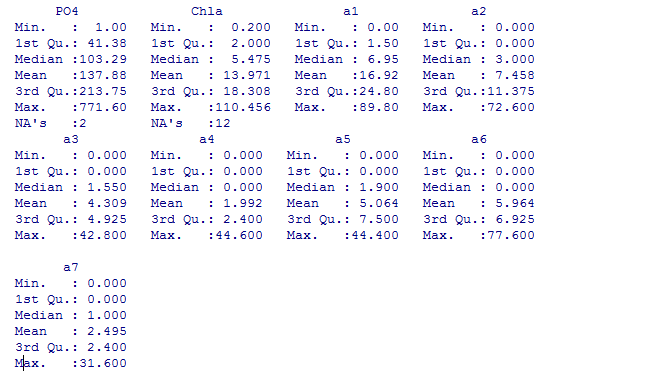 PO4              Chla              a1              a2
Min.   :  1.00   Min.   :  0.200   Min.   : 0.00   Min.   : 0.000
1st Qu.: 41.38   1st Qu.:  2.000   1st Qu.: 1.50   1st Qu.: 0.000
Median :103.29   Median :  5.475   Median : 6.95   Median : 3.000
Mean   :137.88   Mean   : 13.971   Mean   :16.92   Mean   : 7.458
3rd Qu.:213.75   3rd Qu.: 18.308   3rd Qu.:24.80   3rd Qu.:11.375
Max.   :771.60   Max.   :110.456   Max.   :89.80   Max.   :72.600
NA's   :2        NA's   :12
      a3               a4               a5               a6
Min.   : 0.000   Min.   : 0.000   Min.   : 0.000   Min.   : 0.000
1st Qu.: 0.000   1st Qu.: 0.000   1st Qu.: 0.000   1st Qu.: 0.000
Median : 1.550   Median : 0.000   Median : 1.900   Median : 0.000
Mean   : 4.309   Mean   : 1.992   Mean   : 5.064   Mean   : 5.964
3rd Qu.: 4.925   3rd Qu.: 2.400   3rd Qu.: 7.500   3rd Qu.: 6.925
Max.   :42.800   Max.   :44.600   Max.   :44.400   Max.   :77.600
      a7
Min.   : 0.000
1st Qu.: 0.000
Median : 1.000
Mean   : 2.495
3rd Qu.: 2.400
Max.   :31.600